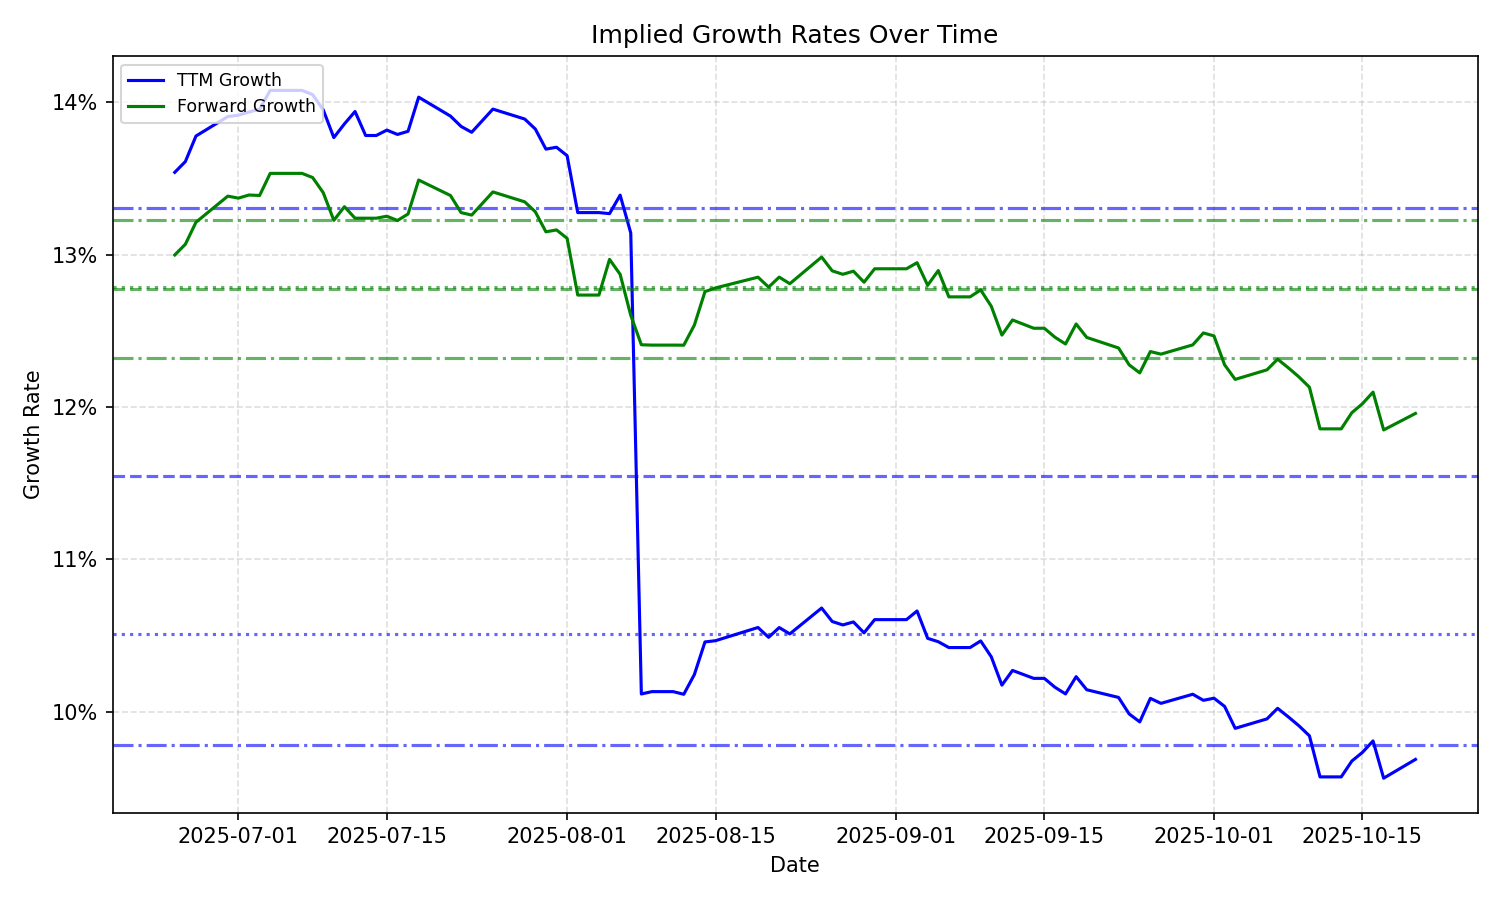 Implied Growth Rates Over Time
TTM Growth
Forward Growth
14%
13%
12%
11%
10%
Growth Rate
2025-07-01 2025-07-15 2025-08-01 2025-08-15 2025-09-01 2025-09-15 2025-10-01 2025-10-15
Date